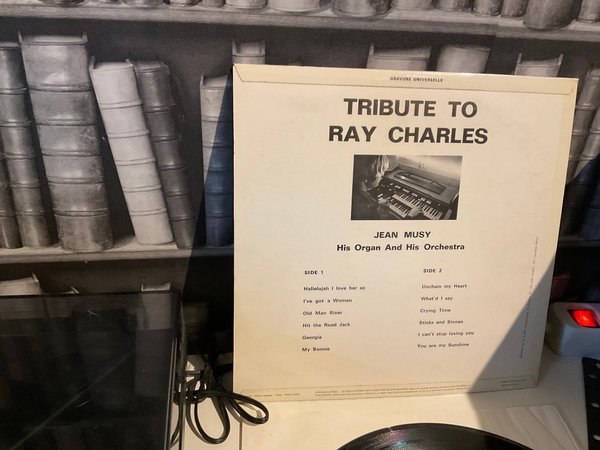 GRAVURE UNIVERSELLE
TRIBUTE TO
RAY CHARLES
JEAN MUSY
His Organ And His Orchestra
SIDE 1
Hallelujah I love her so
I've got a Woman
Old Man River
Hit the Road Jack
Georgia
My Bonnie
SIDE 2
Unchain my Heart
What'd I say
Crying Time
Sticks and Stones
I can't stop loving you
You are my Sunshine